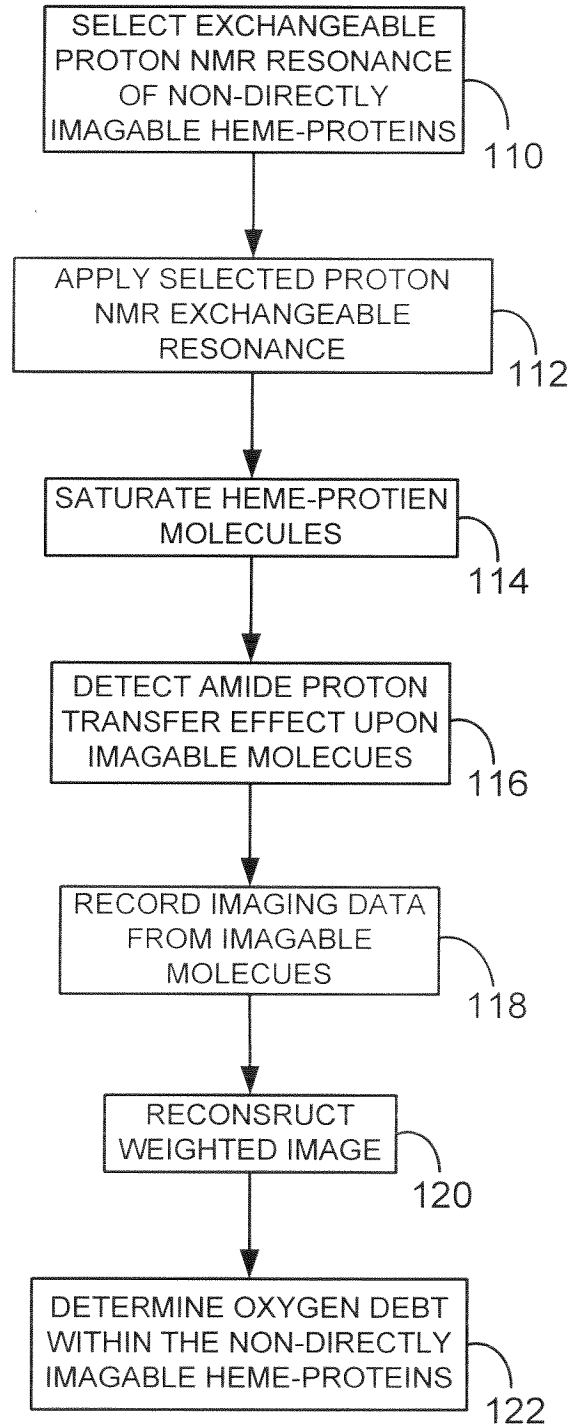 SELECT EXCHANGEABLE
PROTON NMR RESONANCE
OF NON-DIRECTLY
IMAGABLE HEME-PROTEINS
110
APPLY SELECTED PROTON
NMR EXCHANGEABLE
RESONANCE
112
SATURATE HEME-PROTIEN
MOLECULES
114
DETECT AMIDE PROTON
TRANSFER EFFECT UPON
IMAGABLE MOLECUES
116
RECORD IMAGING DATA
FROM IMAGABLE
MOLECUES
118
RECONSRUCT
WEIGHTED IMAGE
120
DETERMINE OXYGEN DEBT
WITHIN THE NON-DIRECTLY
IMAGABLE HEME-PROTEINS
122